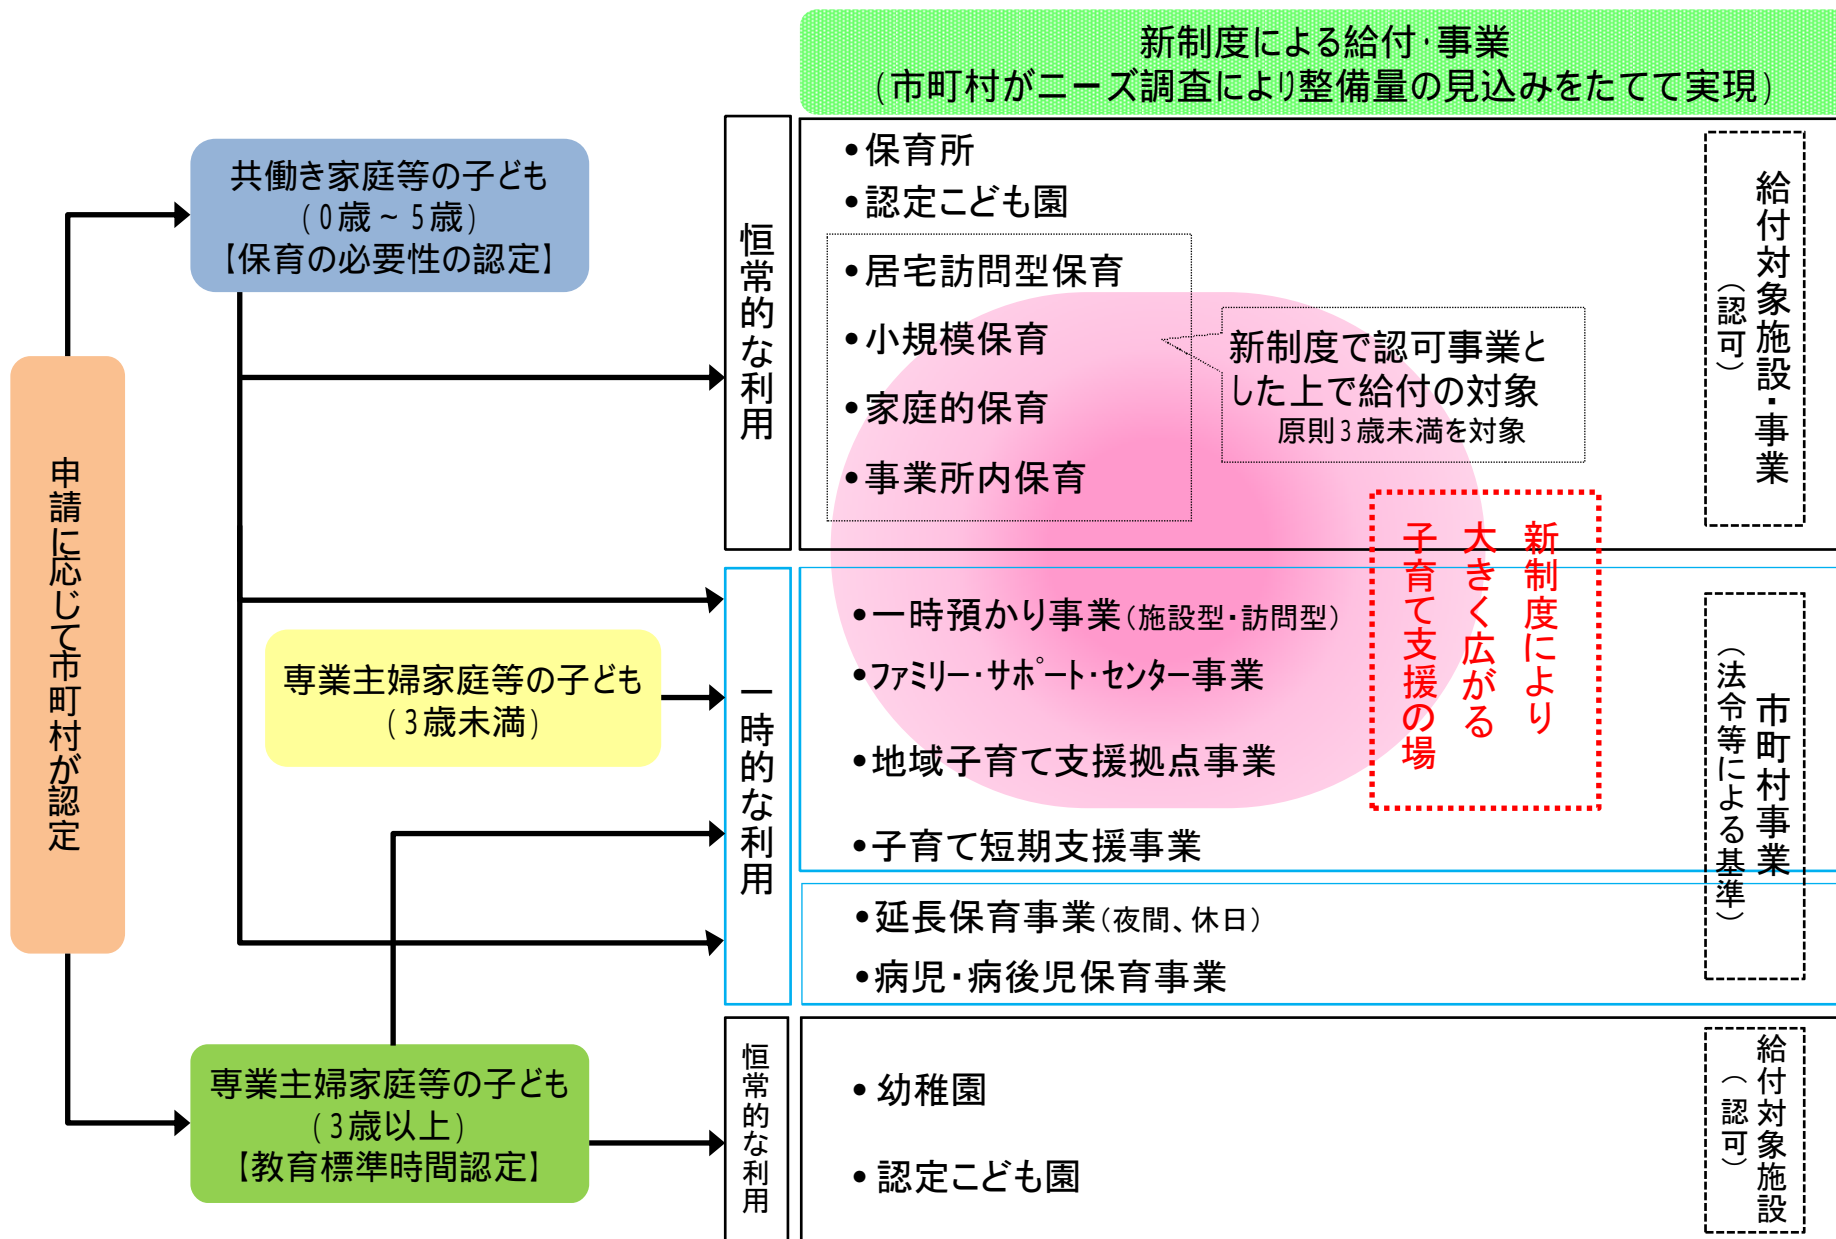 新制度による給付・事業
(市町村がニーズ調査により整備量の見込みをたてて実現)
申請に応じて市町村が認定
共働き家庭等の子ども
(0歳~5歳)
【保育の必要性の認定】
専業主婦家庭等の子ども
(3歳未満)
専業主婦家庭等の子ども
(3歳以上)
【教育標準時間認定】
恒常的な利用
•保育所
•認定こども園
•居宅訪問型保育
•小規模保育
•家庭的保育
•事業所内保育
新制度で認可事業と
した上で給付の対象
原則3歳未満を対象
給付対象施設・事業
(認可)
新制度により
大きく広がる
子育て支援の場
一時的な利用
•一時預かり事業(施設型・訪問型)
•ファミリー・サポート・センター事業
•地域子育て支援拠点事業
•子育て短期支援事業
•延長保育事業(夜間、休日)
•病児・病後児保育事業
市町村事業
(法令等による基準)
恒常的な利用
•幼稚園
•認定こども園
給付対象施設
(認可)